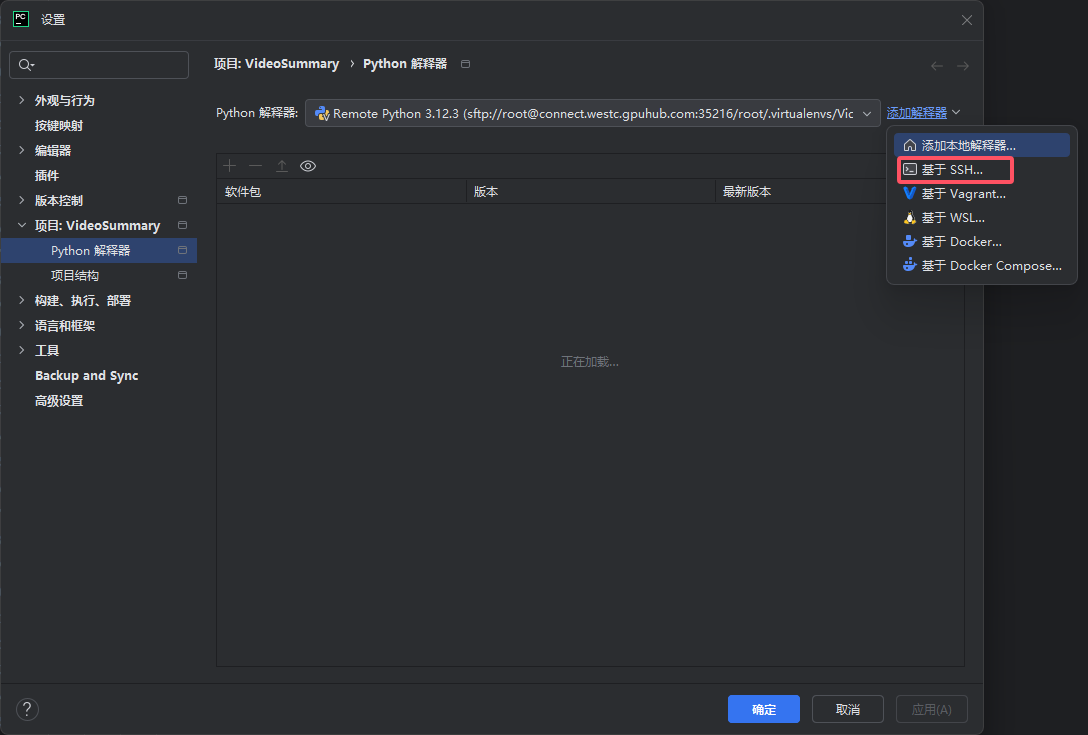 PC
设置
项目: VideoSummary › Python 解释器
外观与行为
按键映射
编辑器
插件
版本控制
项目: VideoSummary
Python 解释器
项目结构
构建、执行、部署
语言和框架
工具
Backup and Sync
高级设置
Python 解释器:
Remote Python 3.12.3 (sftp://root@connect.westc.gpuhub.com:35216/root/.virtualenvs/Vic
添加解释器
添加本地解释器...
基于 SSH...
基于 Vagrant...
基于 WSL...
基于 Docker...
基于 Docker Compose...
软件包 版本 最新版本
正在加载...
?
确定 取消 应用(A)